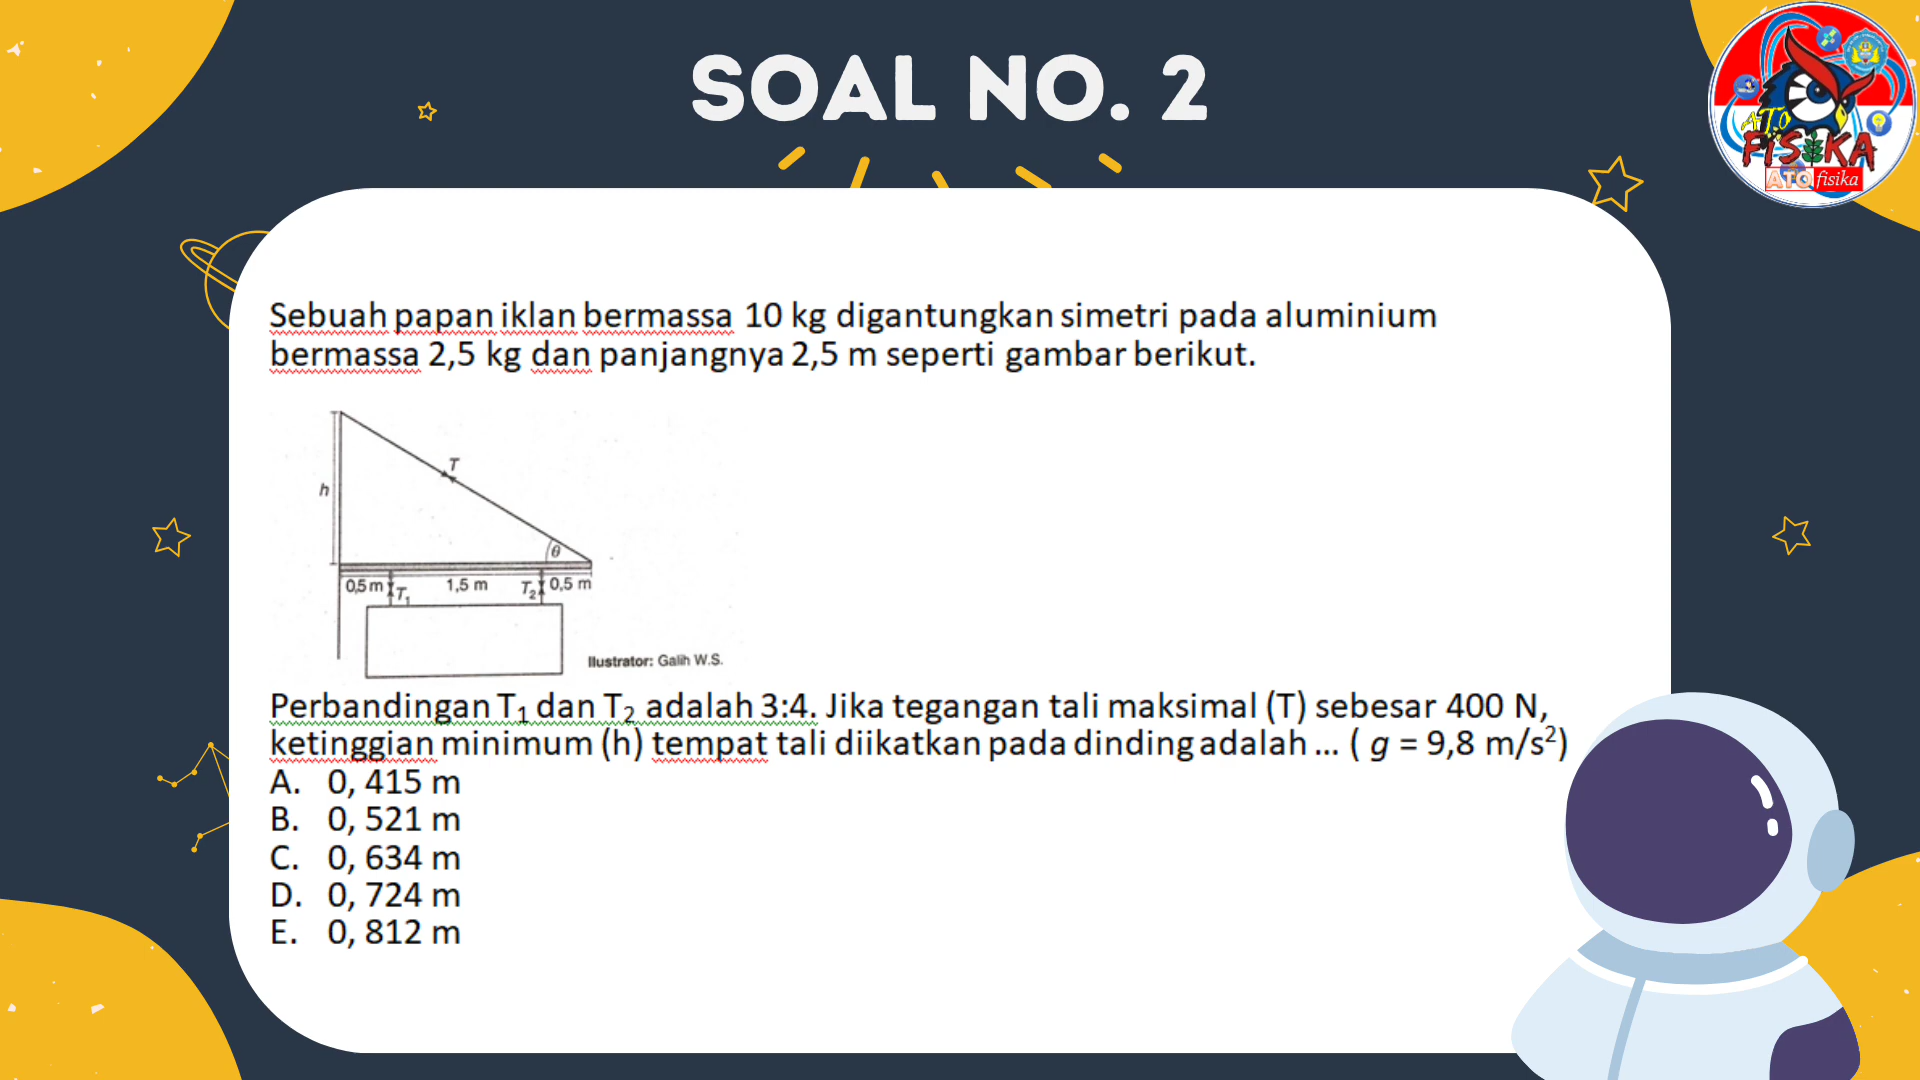 SOAL NO. 2
ATO
FISIKA
ATO fisika
Sebuah papan iklan bermassa 10 kg digantungkan simetri pada aluminium
bermassa 2,5 kg dan panjangnya 2,5 m seperti gambar berikut.
T
h
θ
0,5 m T₁ 1,5 m T₂ 0,5 m
Ilustrator: Galih W.S.
Perbandingan T₁ dan T₂ adalah 3:4. Jika tegangan tali maksimal (T) sebesar 400 N,
ketinggian minimum (h) tempat tali diikatkan pada dinding adalah ... ( g = 9,8 m/s²)
A. 0, 415 m
B. 0, 521 m
C. 0, 634 m
D. 0, 724 m
E. 0, 812 m